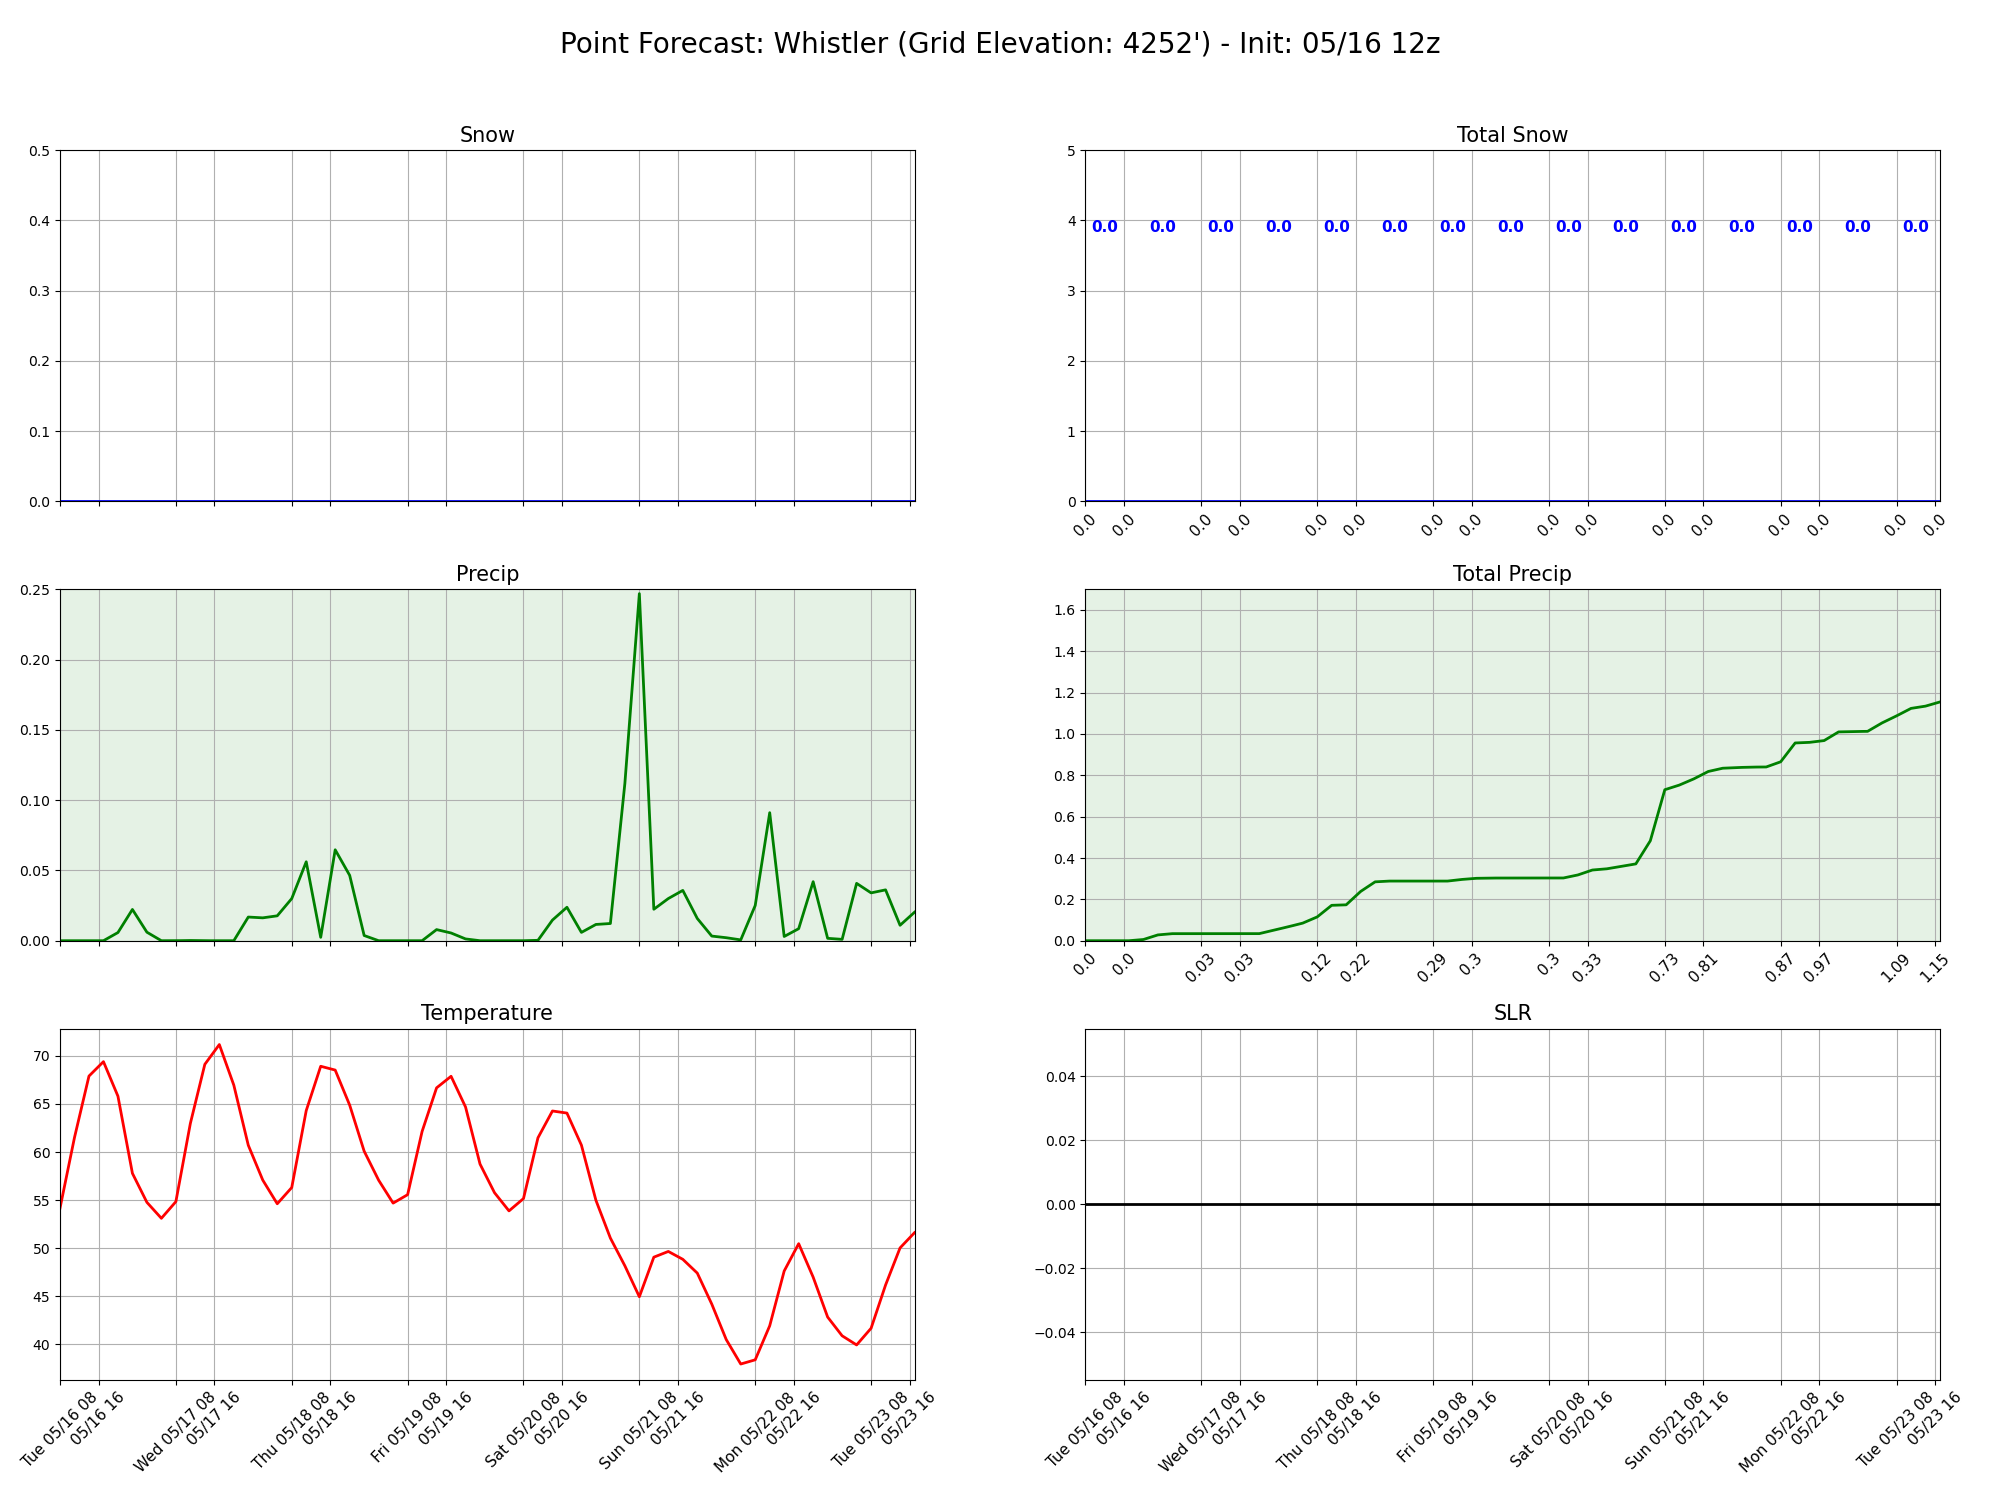 Point Forecast: Whistler (Grid Elevation: 4252') - Init: 05/16 12z
Snow
0.5
0.4
0.3
0.2
0.1
0.0
Total Snow
5
4
3
2
1
0
0.0 0.0 0.0 0.0 0.0 0.0 0.0 0.0 0.0 0.0 0.0 0.0 0.0 0.0 0.0
0.0 0.0 0.0 0.0 0.0 0.0 0.0 0.0 0.0 0.0 0.0 0.0 0.0 0.0 0.0 0.0
Precip
0.25
0.20
0.15
0.10
0.05
0.00
Total Precip
1.6
1.4
1.2
1.0
0.8
0.6
0.4
0.2
0.0
0.0 0.0 0.03 0.03 0.12 0.22 0.29 0.3 0.3 0.33 0.73 0.81 0.87 0.97 1.09 1.15
Temperature
70
65
60
55
50
45
40
Tue 05/16 08
05/16 16
Wed 05/17 08
05/17 16
Thu 05/18 08
05/18 16
Fri 05/19 08
05/19 16
Sat 05/20 08
05/20 16
Sun 05/21 08
05/21 16
Mon 05/22 08
05/22 16
Tue 05/23 08
05/23 16
SLR
0.04
0.02
0.00
−0.02
−0.04
Tue 05/16 08
05/16 16
Wed 05/17 08
05/17 16
Thu 05/18 08
05/18 16
Fri 05/19 08
05/19 16
Sat 05/20 08
05/20 16
Sun 05/21 08
05/21 16
Mon 05/22 08
05/22 16
Tue 05/23 08
05/23 16